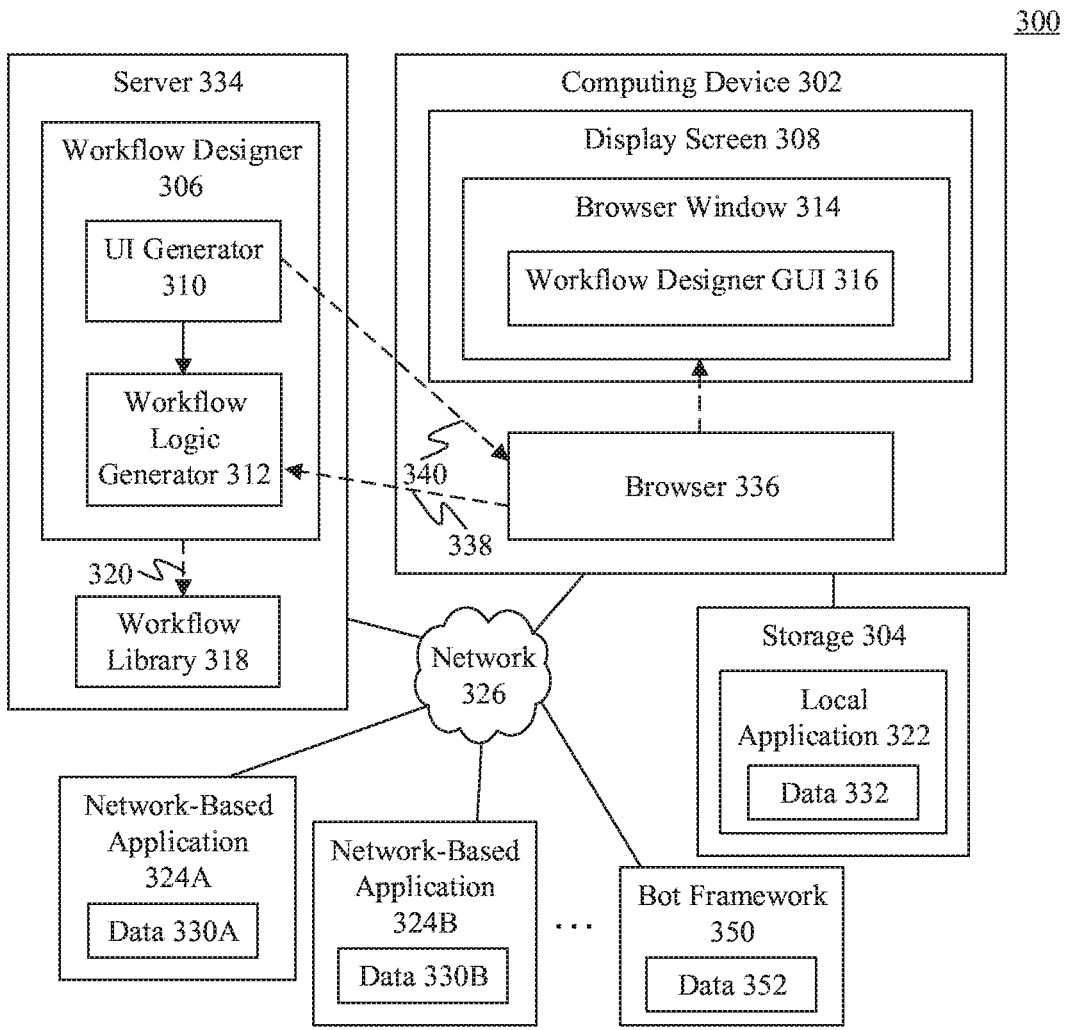 300
Server 334
Workflow Designer
306
UI Generator
310
Workflow
Logic
Generator 312
320
Workflow
Library 318
Computing Device 302
Display Screen 308
Browser Window 314
Workflow Designer GUI 316
340
338
Browser 336
Network
326
Storage 304
Local
Application 322
Data 332
Network-Based
Application
324A
Data 330A
Network-Based
Application
324B
Data 330B
...
Bot Framework
350
Data 352